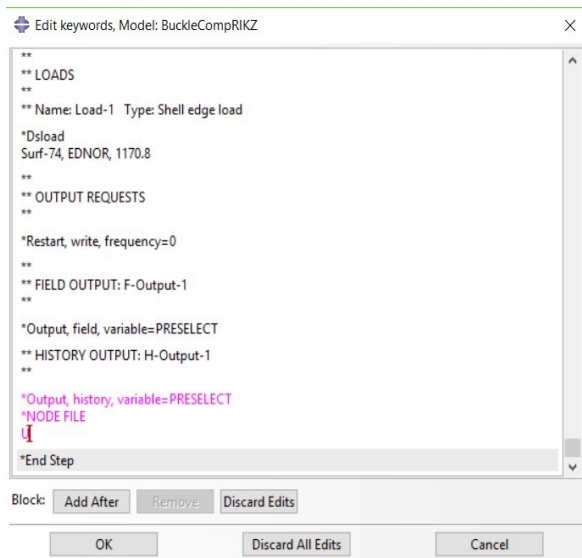 Edit keywords, Model: BuckleCompRIKZ
**
** LOADS
**
** Name: Load-1 Type: Shell edge load
*Dsload
Surf-74, EDNOR, 1170.8
**
** OUTPUT REQUESTS
**
*Restart, write, frequency=0
**
** FIELD OUTPUT: F-Output-1
**
*Output, field, variable=PRESELECT
** HISTORY OUTPUT: H-Output-1
**
*Output, history, variable=PRESELECT
*NODE FILE
U
*End Step
Block: Add After Remove Discard Edits
OK Discard All Edits Cancel